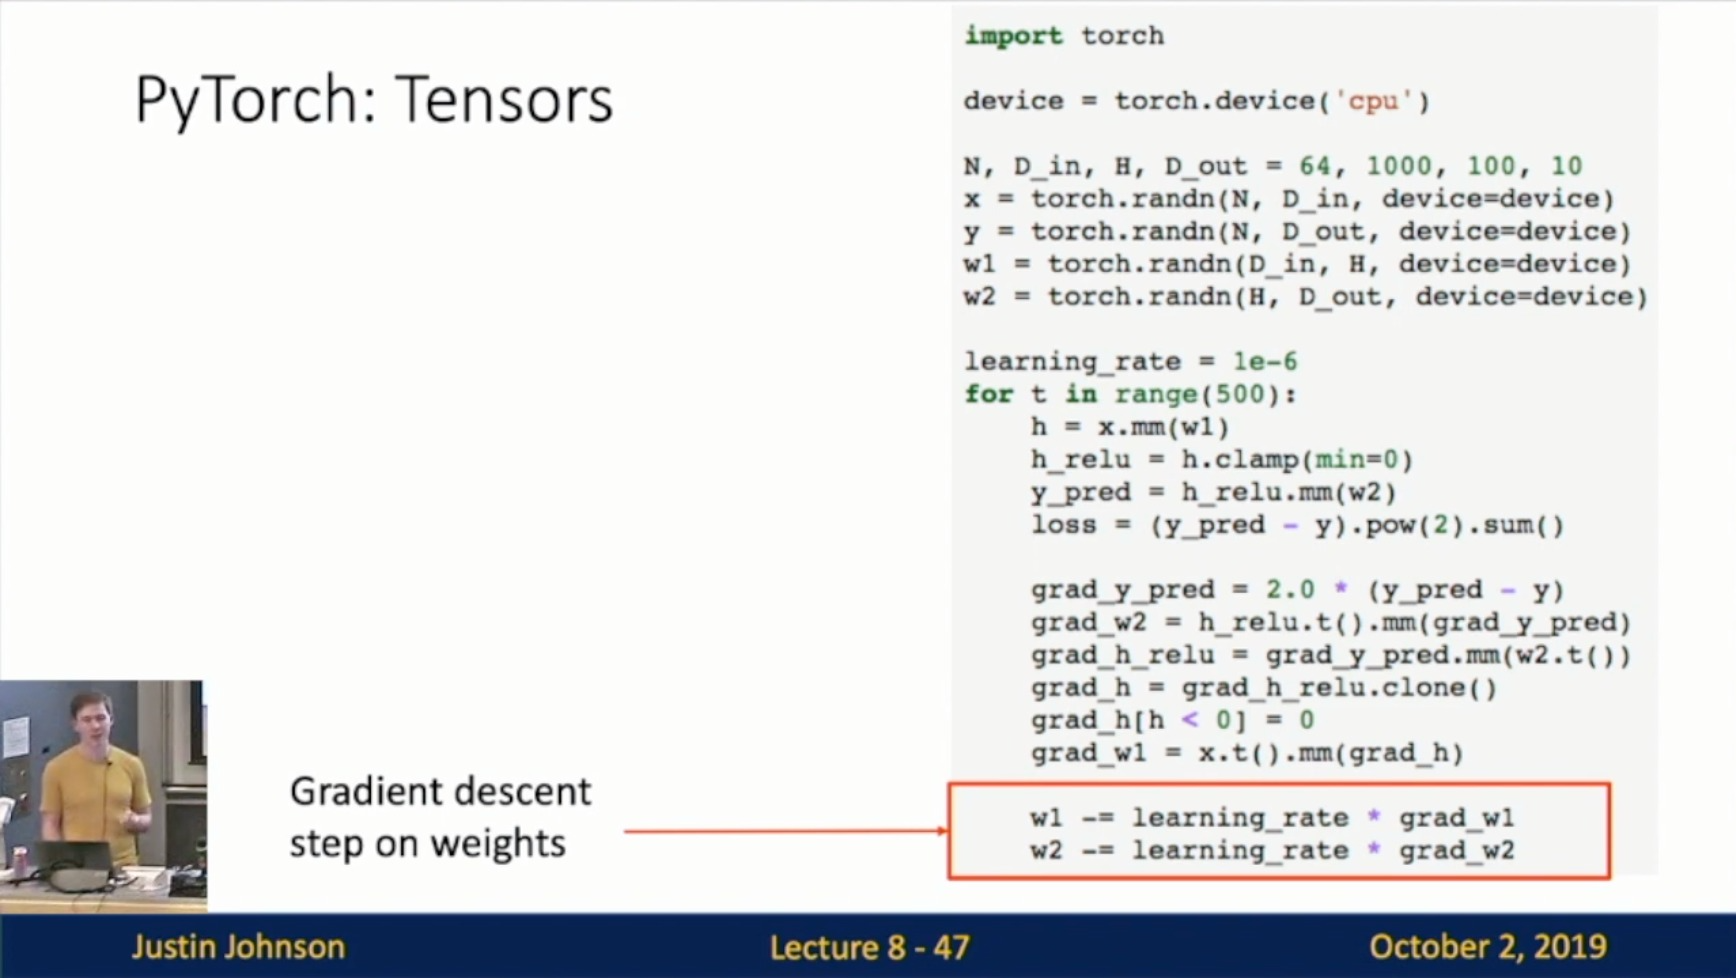 PyTorch: Tensors
import torch
device = torch.device('cpu')
N, D_in, H, D_out = 64, 1000, 100, 10
x = torch.randn(N, D_in, device=device)
y = torch.randn(N, D_out, device=device)
w1 = torch.randn(D_in, H, device=device)
w2 = torch.randn(H, D_out, device=device)
learning_rate = 1e-6
for t in range(500):
h = x.mm(w1)
h_relu = h.clamp(min=0)
y_pred = h_relu.mm(w2)
loss = (y_pred - y).pow(2).sum()
grad_y_pred = 2.0 * (y_pred - y)
grad_w2 = h_relu.t().mm(grad_y_pred)
grad_h_relu = grad_y_pred.mm(w2.t())
grad_h = grad_h_relu.clone()
grad_h[h < 0] = 0
grad_w1 = x.t().mm(grad_h)
w1 -= learning_rate * grad_w1
w2 -= learning_rate * grad_w2
Gradient descent
step on weights
Justin Johnson
Lecture 8 - 47
October 2, 2019